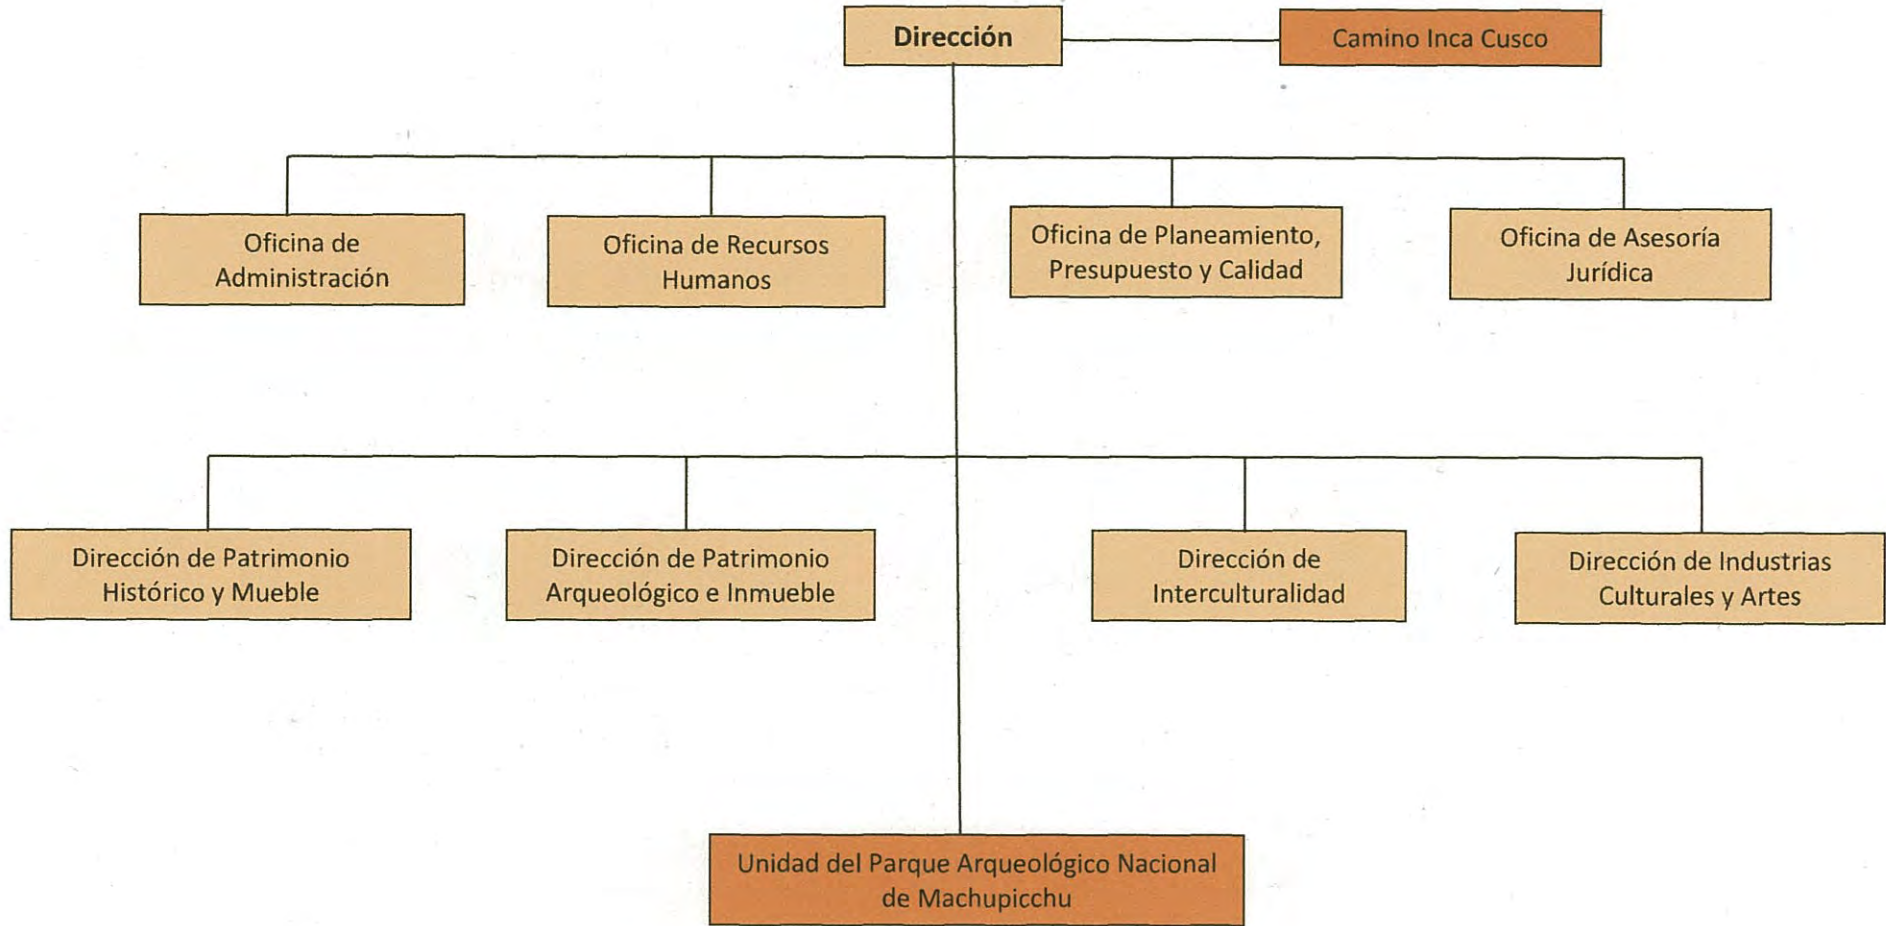 Dirección
Camino Inca Cusco
Oficina de
Administración
Oficina de Recursos
Humanos
Oficina de Planeamiento,
Presupuesto y Calidad
Oficina de Asesoría
Jurídica
Dirección de Patrimonio
Histórico y Mueble
Dirección de Patrimonio
Arqueológico e Inmueble
Dirección de
Interculturalidad
Dirección de Industrias
Culturales y Artes
Unidad del Parque Arqueológico Nacional
de Machupicchu